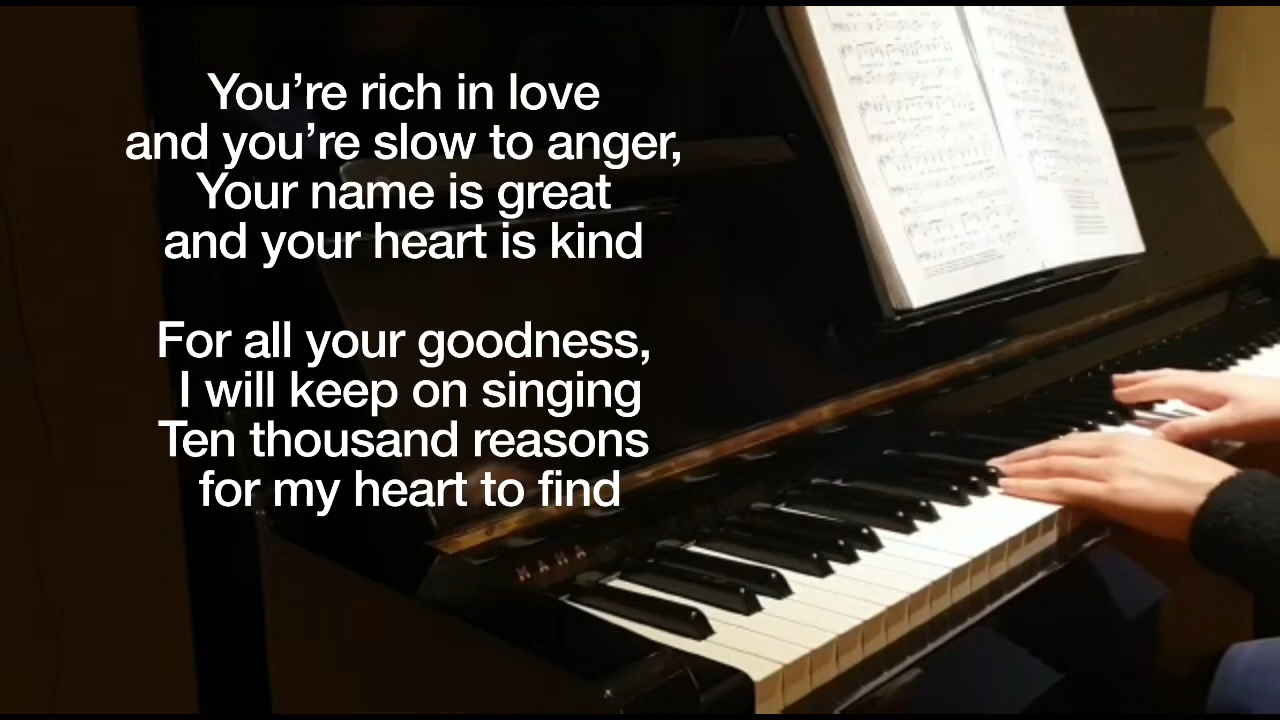 You’re rich in love
and you’re slow to anger,
Your name is great
and your heart is kind
For all your goodness,
I will keep on singing
Ten thousand reasons
for my heart to find